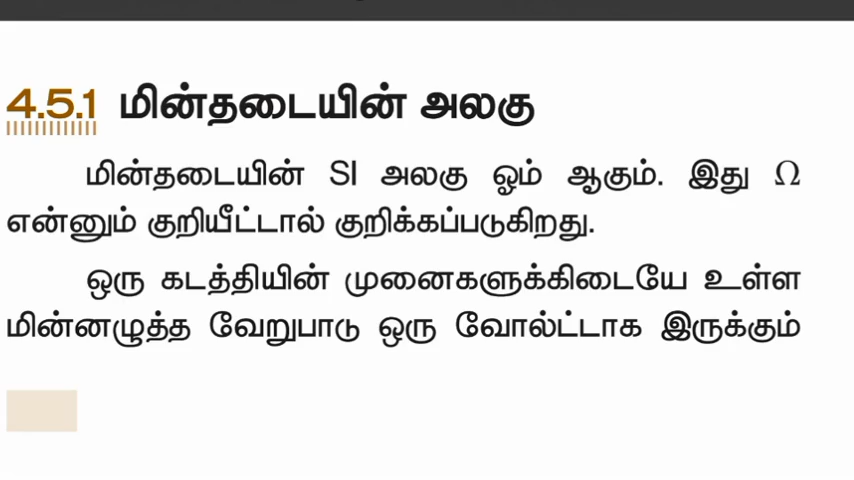 4.5.1 மின்தடையின் அலகு
மின்தடையின் SI அலகு ஓம் ஆகும். இது Ω
என்னும் குறியீட்டால் குறிக்கப்படுகிறது.
ஒரு கடத்தியின் முனைகளுக்கிடையே உள்ள
மின்னழுத்த வேறுபாடு ஒரு வோல்ட்டாக இருக்கும்